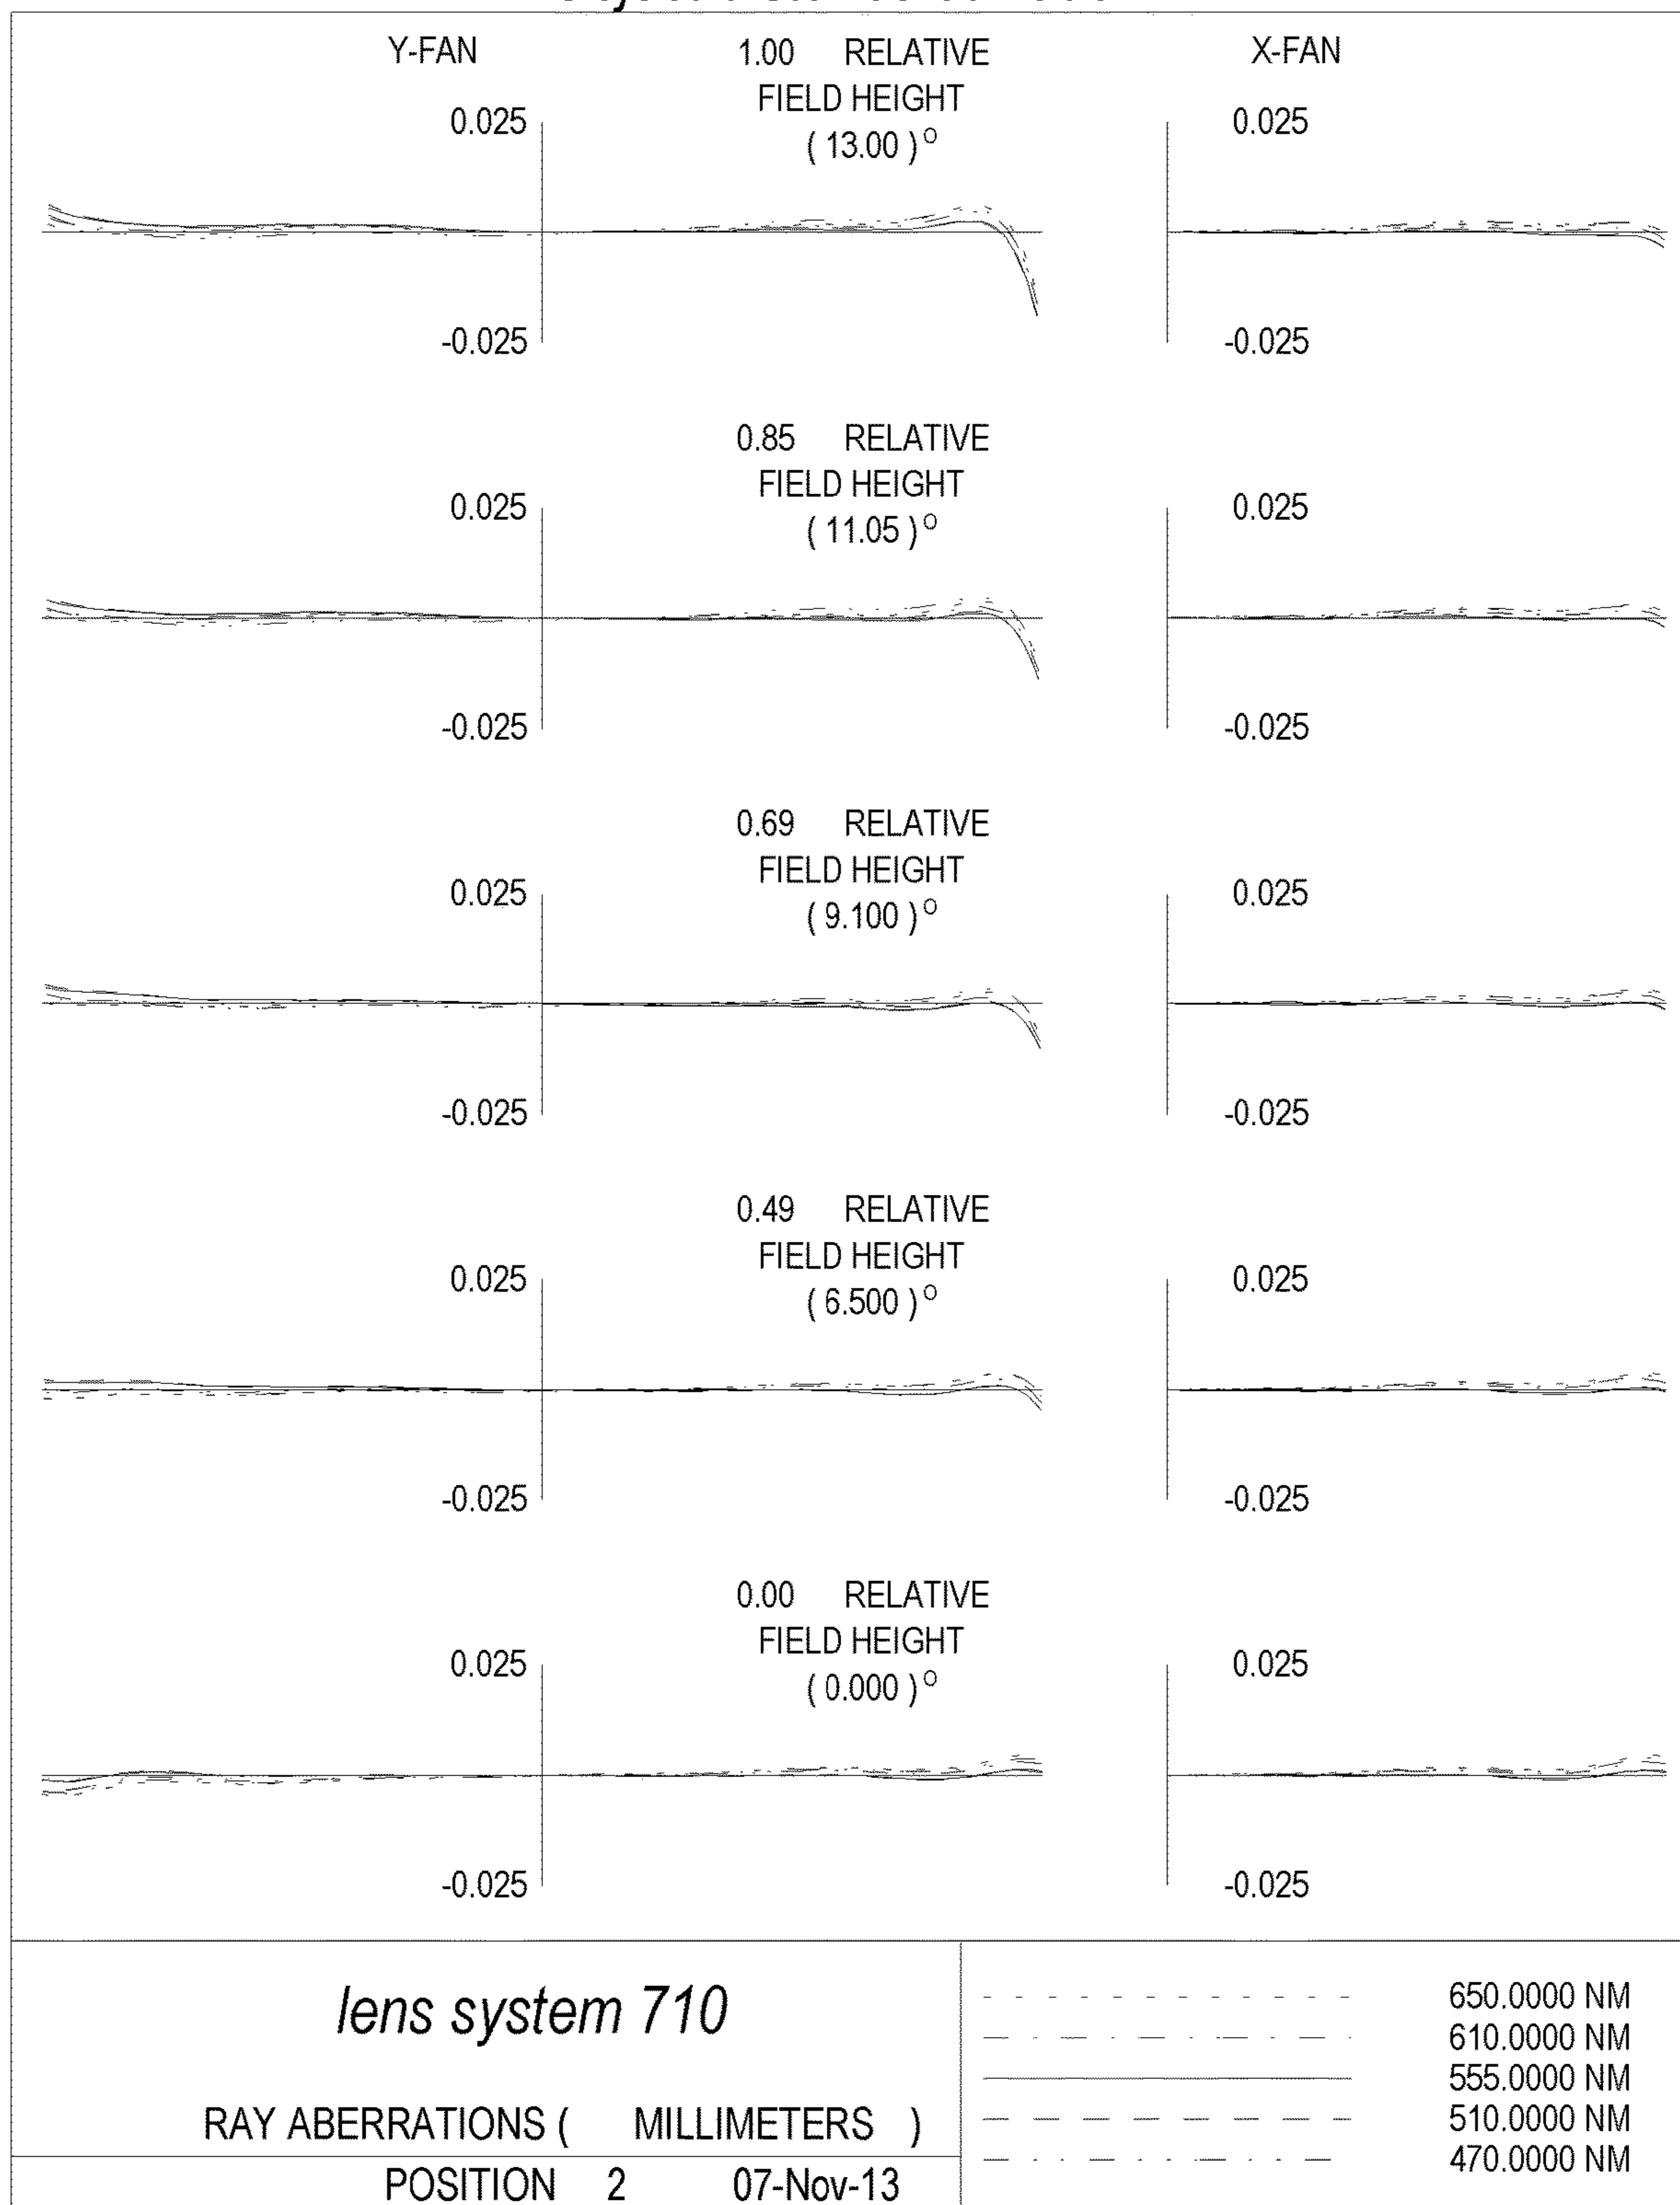 Y-FAN 1.00 RELATIVE X-FAN
FIELD HEIGHT
0.025 ( 13.00 )° 0.025
-0.025 -0.025
0.85 RELATIVE
FIELD HEIGHT
0.025 ( 11.05 )° 0.025
-0.025 -0.025
0.69 RELATIVE
FIELD HEIGHT
0.025 ( 9.100 )° 0.025
-0.025 -0.025
0.49 RELATIVE
FIELD HEIGHT
0.025 ( 6.500 )° 0.025
-0.025 -0.025
0.00 RELATIVE
FIELD HEIGHT
0.025 ( 0.000 )° 0.025
-0.025 -0.025
lens system 710
RAY ABERRATIONS ( MILLIMETERS )
POSITION 2 07-Nov-13
650.0000 NM
610.0000 NM
555.0000 NM
510.0000 NM
470.0000 NM